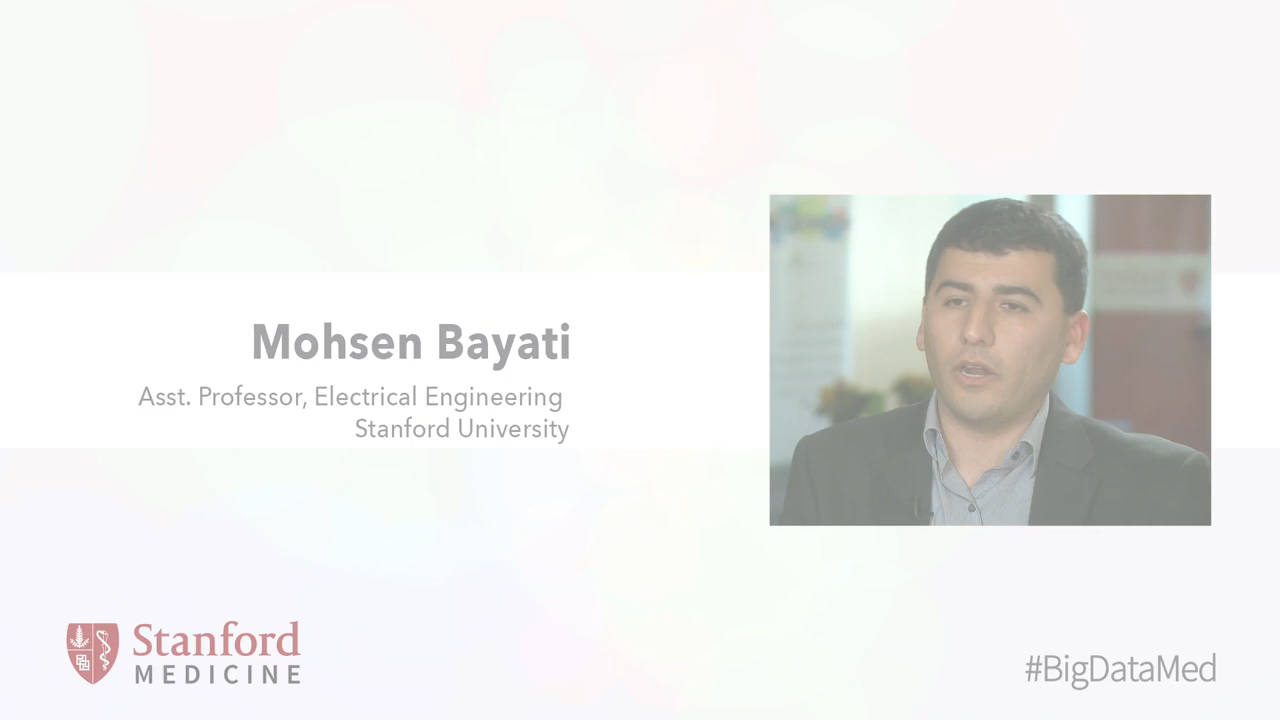 Mohsen Bayati
Asst. Professor, Electrical Engineering
Stanford University
Stanford
MEDICINE
#BigDataMed